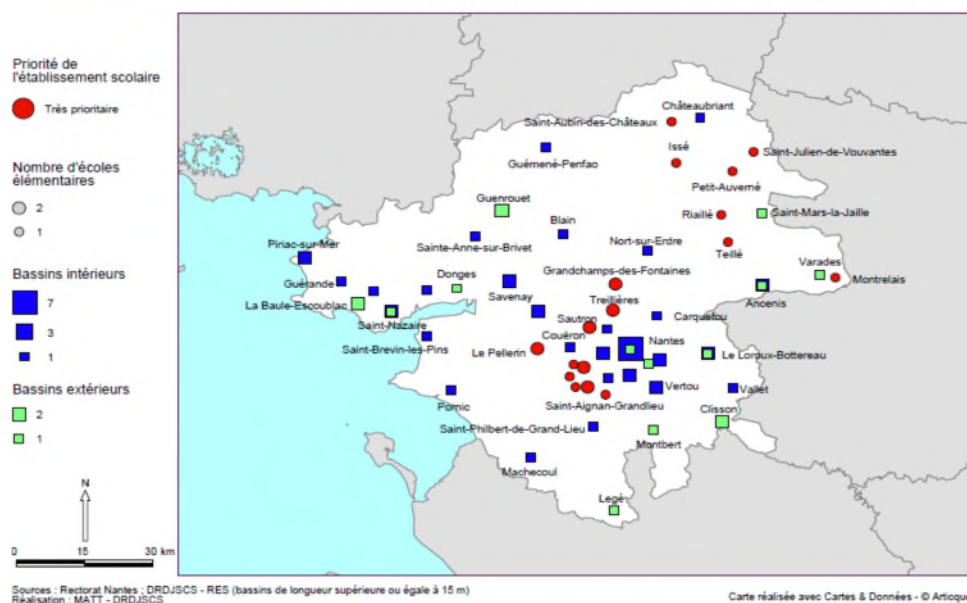 Priorité de
l'établissement scolaire
Très prioritaire
Nombre d'écoles
élémentaires
2
1
Bassins intérieurs
7
3
1
Bassins extérieurs
2
1
N
0 15 30 km
Châteaubriant
Saint-Aubin-des-Châteaux
Issé
Saint-Julien-de-Vouvantes
Guémené-Penfao
Petit-Auverné
Guenrouet
Riaillé
Saint-Mars-la-Jaille
Blain
Sainte-Anne-sur-Brivet
Nort-sur-Erdre
Teillé
Piriac-sur-Mer
Varades
Grandchamps-des-Fontaines
Montrelais
Guérande
Donges
Savenay
Treillières
Ancenis
La Baule-Escoublac
Saint-Nazaire
Sautron
Carquefou
Couëron
Nantes
Saint-Brevin-les-Pins
Le Pellerin
Le Loroux-Bottereau
Vertou
Vallet
Pornic
Saint-Aignan-Grandlieu
Clisson
Saint-Philbert-de-Grand-Lieu
Montbert
Machecoul
Legé
Sources : Rectorat Nantes ; DRDJSCS - RES (bassins de longueur supérieure ou égale à 15 m)
Réalisation : MATT - DRDJSCS
Carte réalisée avec Cartes & Données - © Articque